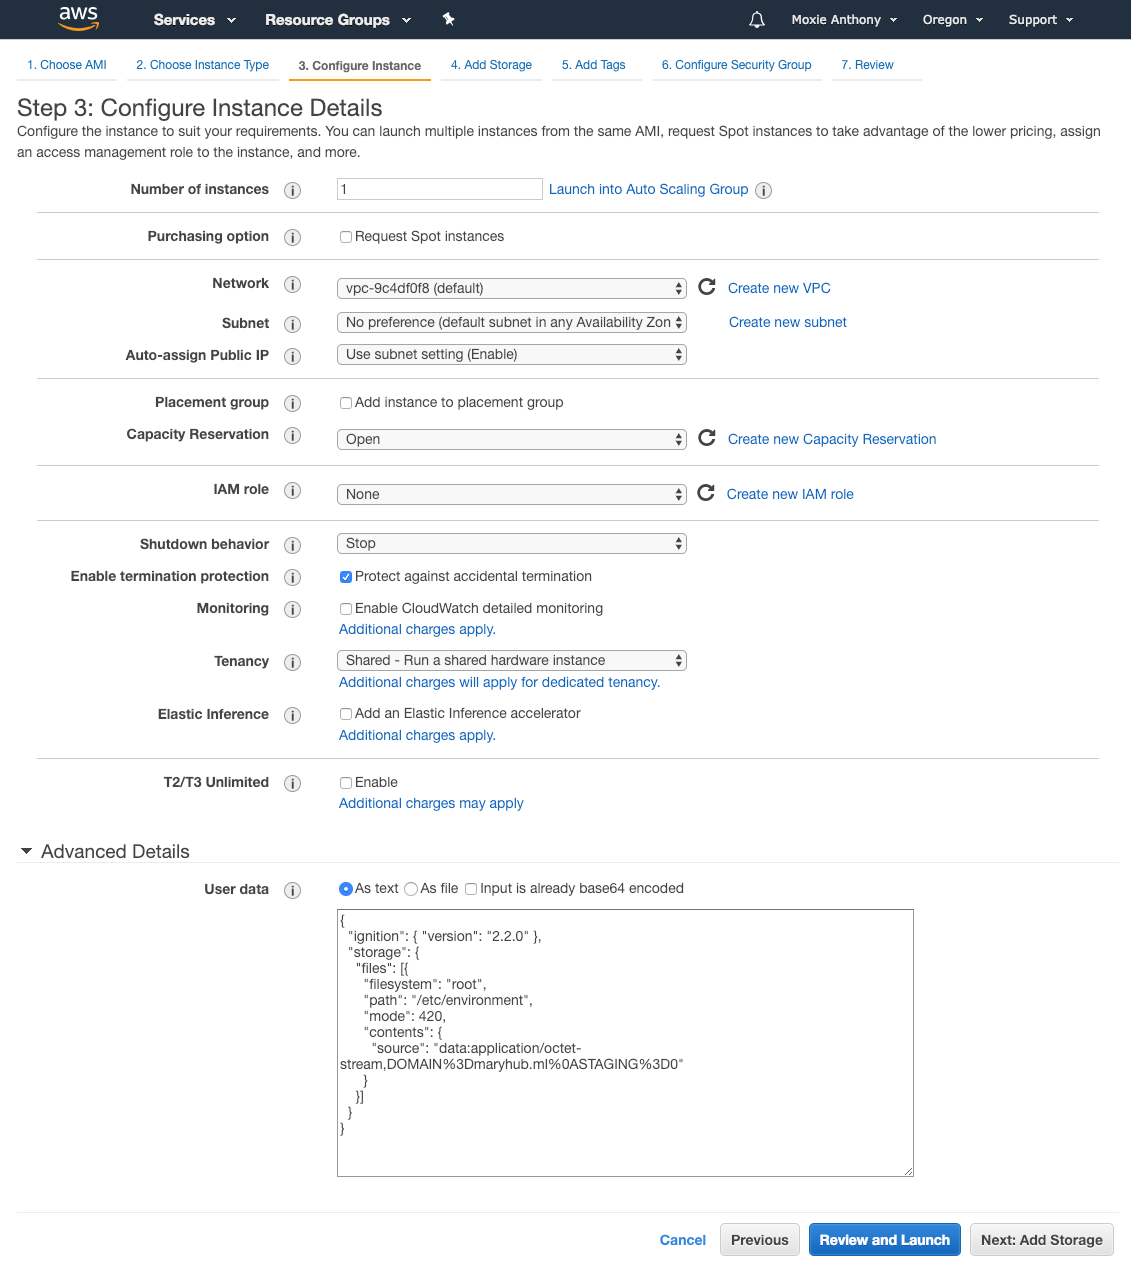 aws Services Resource Groups Moxie Anthony Oregon Support
1. Choose AMI 2. Choose Instance Type 3. Configure Instance 4. Add Storage 5. Add Tags 6. Configure Security Group 7. Review
Step 3: Configure Instance Details
Configure the instance to suit your requirements. You can launch multiple instances from the same AMI, request Spot instances to take advantage of the lower pricing, assign
an access management role to the instance, and more.
Number of instances i 1 Launch into Auto Scaling Group i
Purchasing option i Request Spot instances
Network i vpc-9c4df0f8 (default) Create new VPC
Subnet i No preference (default subnet in any Availability Zon Create new subnet
Auto-assign Public IP i Use subnet setting (Enable)
Placement group i Add instance to placement group
Capacity Reservation i Open Create new Capacity Reservation
IAM role i None Create new IAM role
Shutdown behavior i Stop
Enable termination protection i Protect against accidental termination
Monitoring i Enable CloudWatch detailed monitoring
Additional charges apply.
Tenancy i Shared - Run a shared hardware instance
Additional charges will apply for dedicated tenancy.
Elastic Inference i Add an Elastic Inference accelerator
Additional charges apply.
T2/T3 Unlimited i Enable
Additional charges may apply
Advanced Details
User data i As text As file Input is already base64 encoded
{
"ignition": { "version": "2.2.0" },
"storage": {
"files": [{
"filesystem": "root",
"path": "/etc/environment",
"mode": 420,
"contents": {
"source": "data:application/octet-
stream,DOMAIN%3Dmaryhub.ml%0ASTAGING%3D0"
}
}]
}
}
Cancel Previous Review and Launch Next: Add Storage